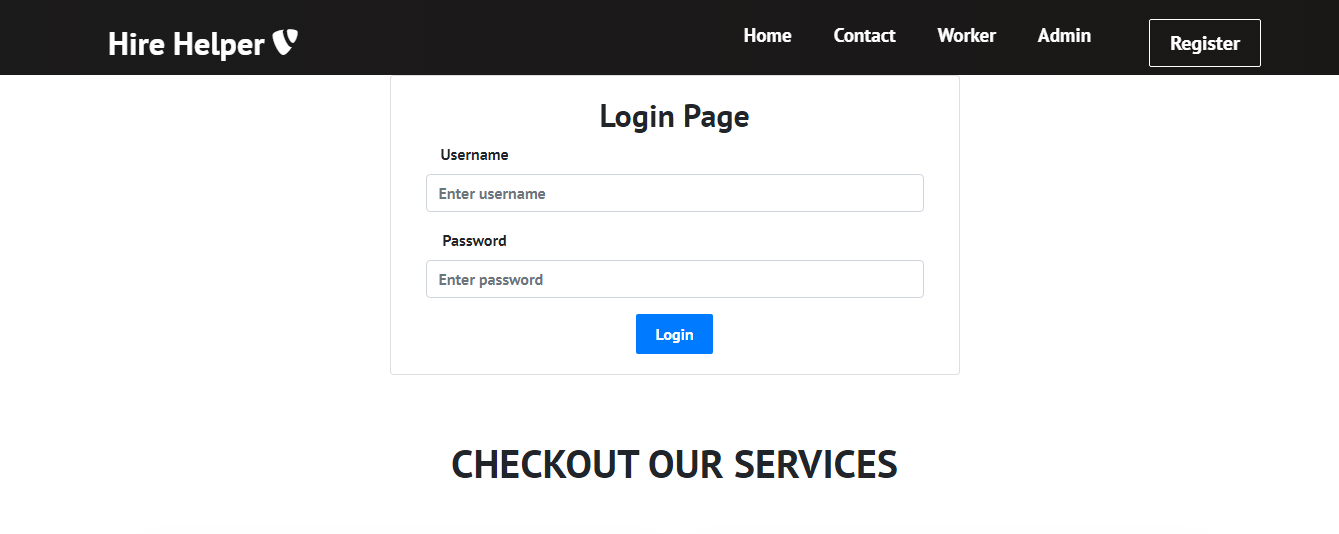 Hire Helper
Home Contact Worker Admin Register
Login Page
Username
Enter username
Password
Enter password
Login
CHECKOUT OUR SERVICES